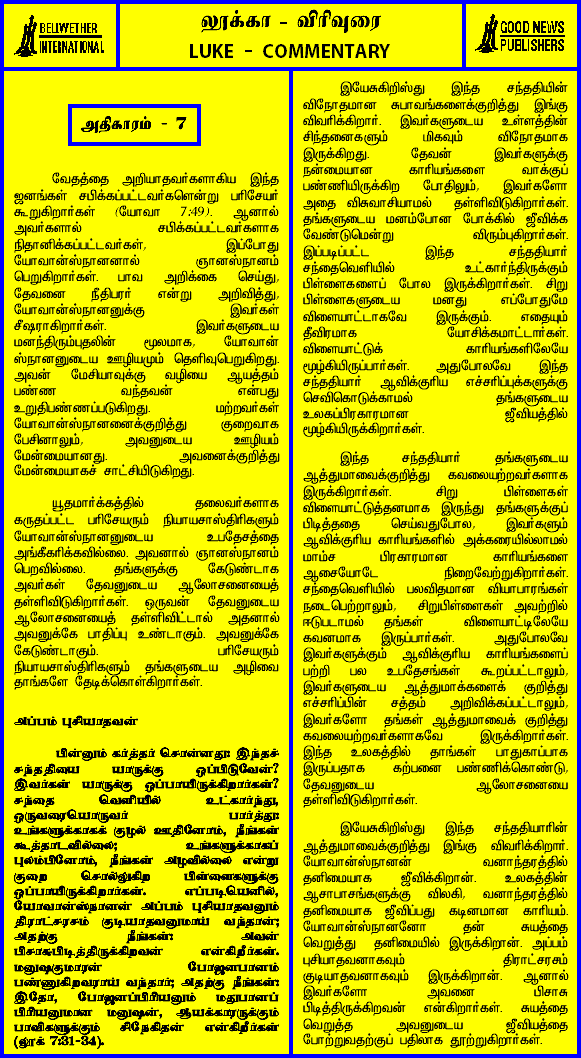 BELWETHER
INTERNATIONAL
லூக்கா - விரிவுரை
LUKE - COMMENTARY
GOOD NEWS
PUBLISHERS
அதிகாரம் - 7
வேதத்தை அறியாதவர்களாகிய இந்த
ஜனங்கள் சபிக்கப்பட்டவர்களென்று பரிசேயர்
கூறுகிறார்கள் (யோவா 7:49). ஆனால்
அவர்களால் சபிக்கப்பட்டவர்களாக
நிதானிக்கப்பட்டவர்கள், இப்போது
யோவான்ஸ்நானனால் ஞானஸ்நானம்
பெறுகிறார்கள். பாவ அறிக்கை செய்து,
தேவனை நீதிபரர் என்று அறிவித்து,
யோவான்ஸ்நானனுக்கு இவர்கள்
சீஷராகிறார்கள். இவர்களுடைய
மனந்திரும்புதலின் மூலமாக, யோவான்
ஸ்நானனுடைய ஊழியமும் தெளிவுபெறுகிறது.
அவன் மேசியாவுக்கு வழியை ஆயத்தம்
பண்ண வந்தவன் என்பது
உறுதிபண்ணப்படுகிறது. மற்றவர்கள்
யோவான்ஸ்நானனைக்குறித்து குறைவாக
பேசினாலும், அவனுடைய ஊழியம்
மேன்மையானது. அவனைக்குறித்து
மேன்மையாகச் சாட்சியிடுகிறது.
யூதமார்க்கத்தில் தலைவர்களாக
கருதப்பட்ட பரிசேயரும் நியாயசாஸ்திரிகளும்
யோவான்ஸ்நானனுடைய உபதேசத்தை
அங்கீகரிக்கவில்லை. அவனால் ஞானஸ்நானம்
பெறவில்லை. தங்களுக்கு கேடுண்டாக
அவர்கள் தேவனுடைய ஆலோசனையைத்
தள்ளிவிடுகிறார்கள். ஒருவன் தேவனுடைய
ஆலோசனையைத் தள்ளிவிட்டால் அதனால்
அவனுக்கே பாதிப்பு உண்டாகும். அவனுக்கே
கேடுண்டாகும். பரிசேயரும்
நியாயசாஸ்திரிகளும் தங்களுடைய அழிவை
தாங்களே தேடிக்கொள்கிறார்கள்.
அப்பம் புசியாதவன்
பின்னும் கர்த்தர் சொன்னது: இந்தச்
சந்ததியை யாருக்கு ஒப்பிடுவேன்?
இவர்கள் யாருக்கு ஒப்பாயிருக்கிறார்கள்?
சந்தை வெளியில் உட்கார்ந்து,
ஒருவரையொருவர் பார்த்து:
உங்களுக்காகக் குழல் ஊதினோம், நீங்கள்
கூத்தாடவில்லை; உங்களுக்காகப்
புலம்பினோம், நீங்கள் அழவில்லை என்று
குறை சொல்லுகிற பிள்ளைகளுக்கு
ஒப்பாயிருக்கிறார்கள். எப்படியெனில்,
யோவான்ஸ்நானன் அப்பம் புசியாதவனும்
திராட்சரசம் குடியாதவனுமாய் வந்தான்;
அதற்கு நீங்கள்: அவன்
பிசாசுபிடித்திருக்கிறவன் என்கிறீர்கள்.
மனுஷகுமாரன் போஜனபானம்
பண்ணுகிறவராய் வந்தார்; அதற்கு நீங்கள்:
இதோ, போஜனப்பிரியனும் மதுபானப்
பிரியனுமான மனுஷன், ஆயக்காரருக்கும்
பாவிகளுக்கும் சிநேகிதன் என்கிறீர்கள்
(லூக் 7:31-34).
இயேசுகிறிஸ்து இந்த சந்ததியின்
விநோதமான சுபாவங்களைக்குறித்து இங்கு
விவரிக்கிறார். இவர்களுடைய உள்ளத்தின்
சிந்தனைகளும் மிகவும் விநோதமாக
இருக்கிறது. தேவன் இவர்களுக்கு
நன்மையான காரியங்களை வாக்குப்
பண்ணியிருக்கிற போதிலும், இவர்களோ
அதை விசுவாசியாமல் தள்ளிவிடுகிறார்கள்.
தங்களுடைய மனம்போன போக்கில் ஜீவிக்க
வேண்டுமென்று விரும்புகிறார்கள்.
இப்படிப்பட்ட இந்த சந்ததியார்
சந்தைவெளியில் உட்கார்ந்திருக்கும்
பிள்ளைகளைப் போல இருக்கிறார்கள். சிறு
பிள்ளைகளுடைய மனது எப்போதுமே
விளையாட்டாகவே இருக்கும். எதையும்
தீவிரமாக யோசிக்கமாட்டார்கள்.
விளையாட்டுக் காரியங்களிலேயே
மூழ்கியிருப்பார்கள். அதுபோலவே இந்த
சந்ததியார் ஆவிக்குரிய எச்சரிப்புக்களுக்கு
செவிகொடுக்காமல் தங்களுடைய
உலகப்பிரகாரமான ஜீவியத்தில்
மூழ்கியிருக்கிறார்கள்.
இந்த சந்ததியார் தங்களுடைய
ஆத்துமாவைக்குறித்து கவலையற்றவர்களாக
இருக்கிறார்கள். சிறு பிள்ளைகள்
விளையாட்டுத்தனமாக இருந்து தங்களுக்குப்
பிடித்ததை செய்வதுபோல, இவர்களும்
ஆவிக்குரிய காரியங்களில் அக்கரையில்லாமல்
மாம்ச பிரகாரமான காரியங்களை
ஆசையோடே நிறைவேற்றுகிறார்கள்.
சந்தைவெளியில் பலவிதமான வியாபாரங்கள்
நடைபெற்றாலும், சிறுபிள்ளைகள் அவற்றில்
ஈடுபடாமல் தங்கள் விளையாட்டிலேயே
கவனமாக இருப்பார்கள். அதுபோலவே
இவர்களுக்கும் ஆவிக்குரிய காரியங்களைப்
பற்றி பல உபதேசங்கள் கூறப்பட்டாலும்,
இவர்களுடைய ஆத்துமாக்களைக் குறித்து
எச்சரிப்பின் சத்தம் அறிவிக்கப்பட்டாலும்,
இவர்களோ தங்கள் ஆத்துமாவைக் குறித்து
கவலையற்றவர்களாகவே இருக்கிறார்கள்.
இந்த உலகத்தில் தாங்கள் பாதுகாப்பாக
இருப்பதாக கற்பனை பண்ணிக்கொண்டு,
தேவனுடைய ஆலோசனையை
தள்ளிவிடுகிறார்கள்.
இயேசுகிறிஸ்து இந்த சந்ததியாரின்
ஆத்துமாவைக்குறித்து இங்கு விவரிக்கிறார்.
யோவான்ஸ்நானன் வனாந்தரத்தில்
தனிமையாக ஜீவிக்கிறான். உலகத்தின்
ஆசாபாசங்களுக்கு விலகி, வனாந்தரத்தில்
தனிமையாக ஜீவிப்பது கடினமான காரியம்.
யோவான்ஸ்நானனோ தன் சுயத்தை
வெறுத்து தனிமையில் இருக்கிறான். அப்பம்
புசியாதவனாகவும் திராட்சரசம்
குடியாதவனாகவும் இருக்கிறான். ஆனால்
இவர்களோ அவனை பிசாசு
பிடித்திருக்கிறவன் என்கிறார்கள். சுயத்தை
வெறுத்த அவனுடைய ஜீவியத்தை
போற்றுவதற்குப் பதிலாக தூற்றுகிறார்கள்.